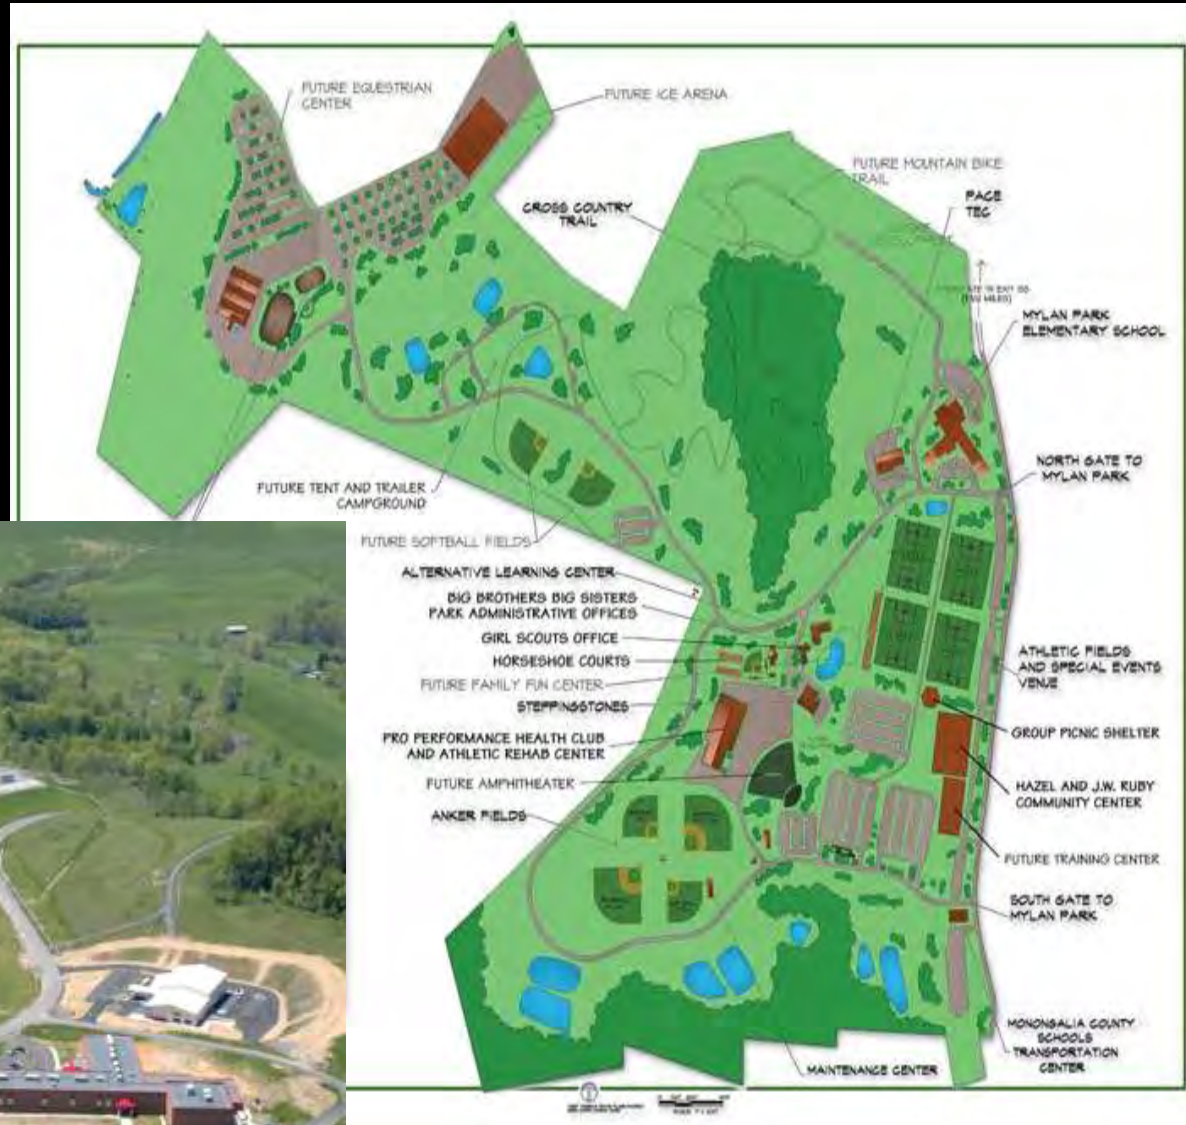 FUTURE EQUESTRIAN
CENTER
FUTURE ICE ARENA
FUTURE MOUNTAIN BIKE
TRAIL
CROSS COUNTRY
TRAIL
PACE
TEC
MYLAN PARK
ELEMENTARY SCHOOL
NORTH GATE TO
MYLAN PARK
FUTURE TENT AND TRAILER
CAMPGROUND
FUTURE SOFTBALL FIELDS
ALTERNATIVE LEARNING CENTER
BIG BROTHERS BIG SISTERS
PARK ADMINISTRATIVE OFFICES
GIRL SCOUTS OFFICE
HORSESHOE COURTS
FUTURE FAMILY FUN CENTER
STEPPINGSTONES
PRO PERFORMANCE HEALTH CLUB
AND ATHLETIC REHAB CENTER
FUTURE AMPHITHEATER
ANKER FIELDS
ATHLETIC FIELDS
AND SPECIAL EVENTS
VENUE
GROUP PICNIC SHELTER
HAZEL AND J.W. RUBY
COMMUNITY CENTER
FUTURE TRAINING CENTER
SOUTH GATE TO
MYLAN PARK
MONONGALIA COUNTY
SCHOOLS
TRANSPORTATION
CENTER
MAINTENANCE CENTER